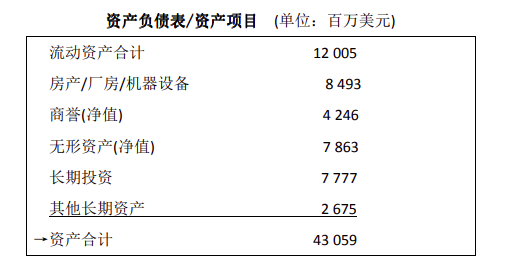 资产负债表/资产项目 (单位：百万美元)
流动资产合计 12 005
房产/厂房/机器设备 8 493
商誉(净值) 4 246
无形资产(净值) 7 863
长期投资 7 777
其他长期资产 2 675
→资产合计 43 059